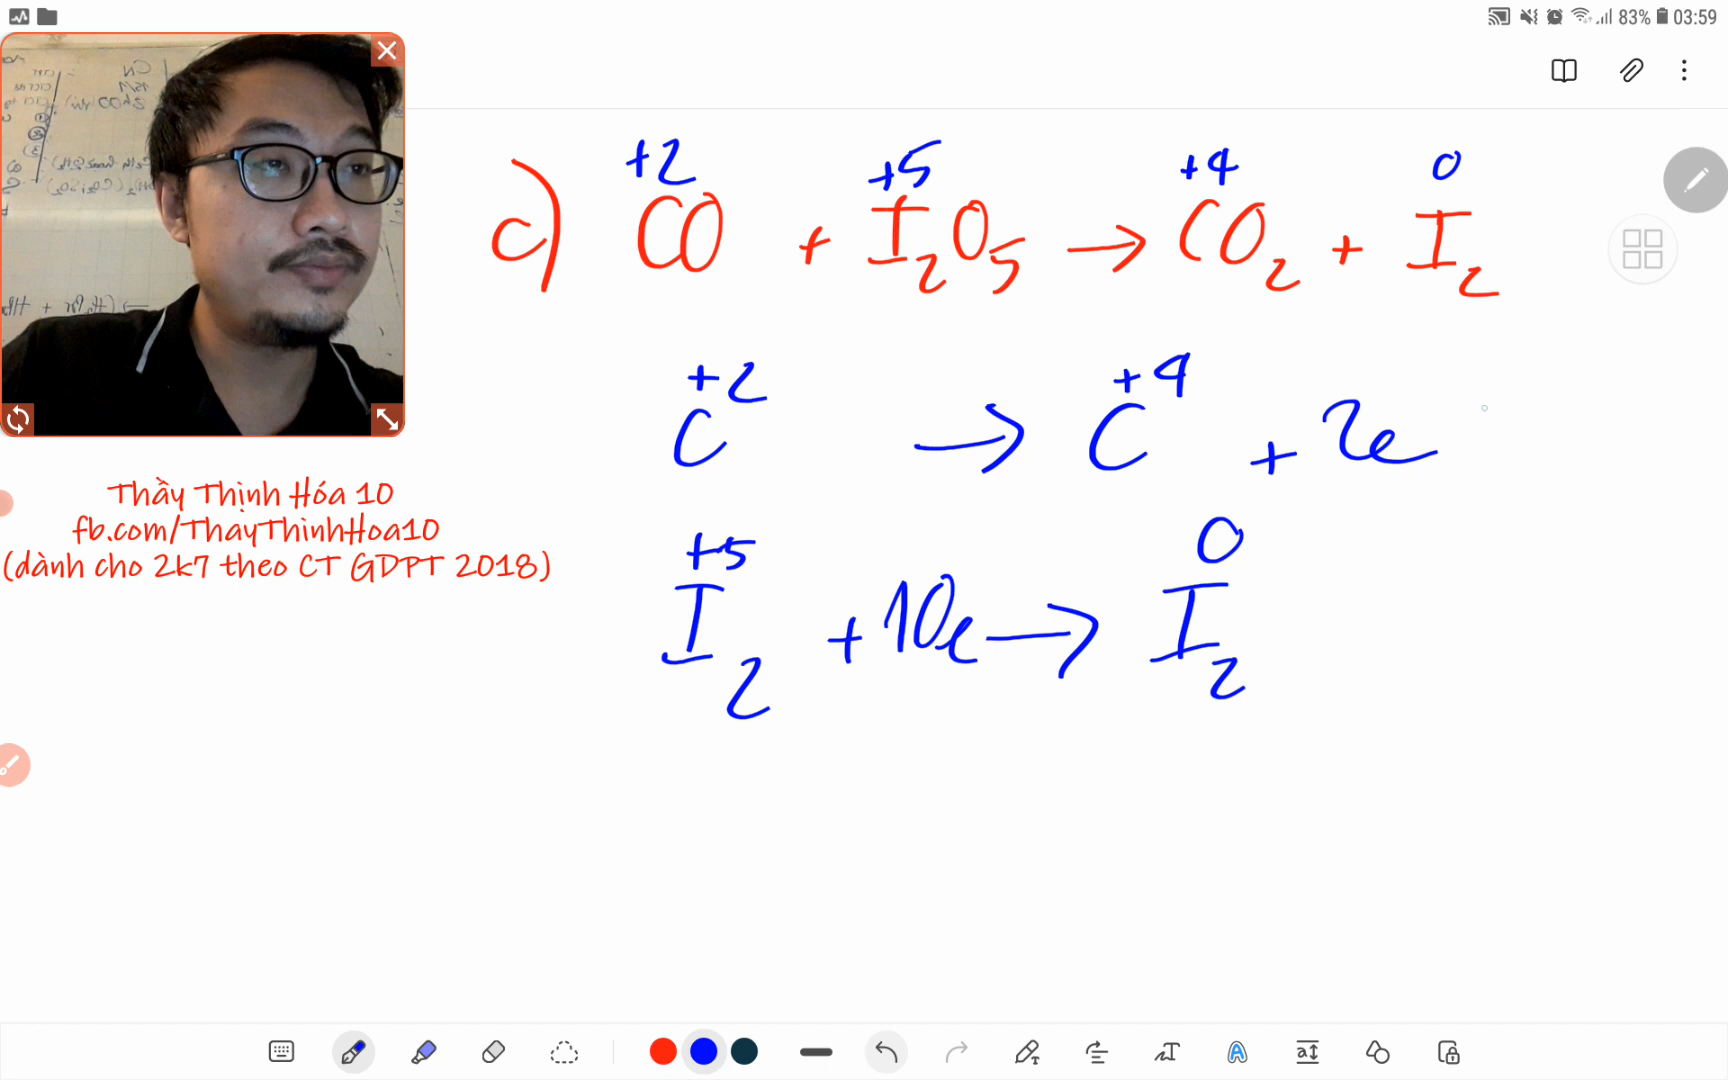 83% 03:59
+2 +5 +4 0
c) CO + I2O5 → CO2 + I2
+2 +4
C → C + 2e
Thầy Thịnh Hóa 10
fb.com/ThayThinhHoa10
(dành cho 2k7 theo CT GDPT 2018)
+5 0
I2 + 10e → I2